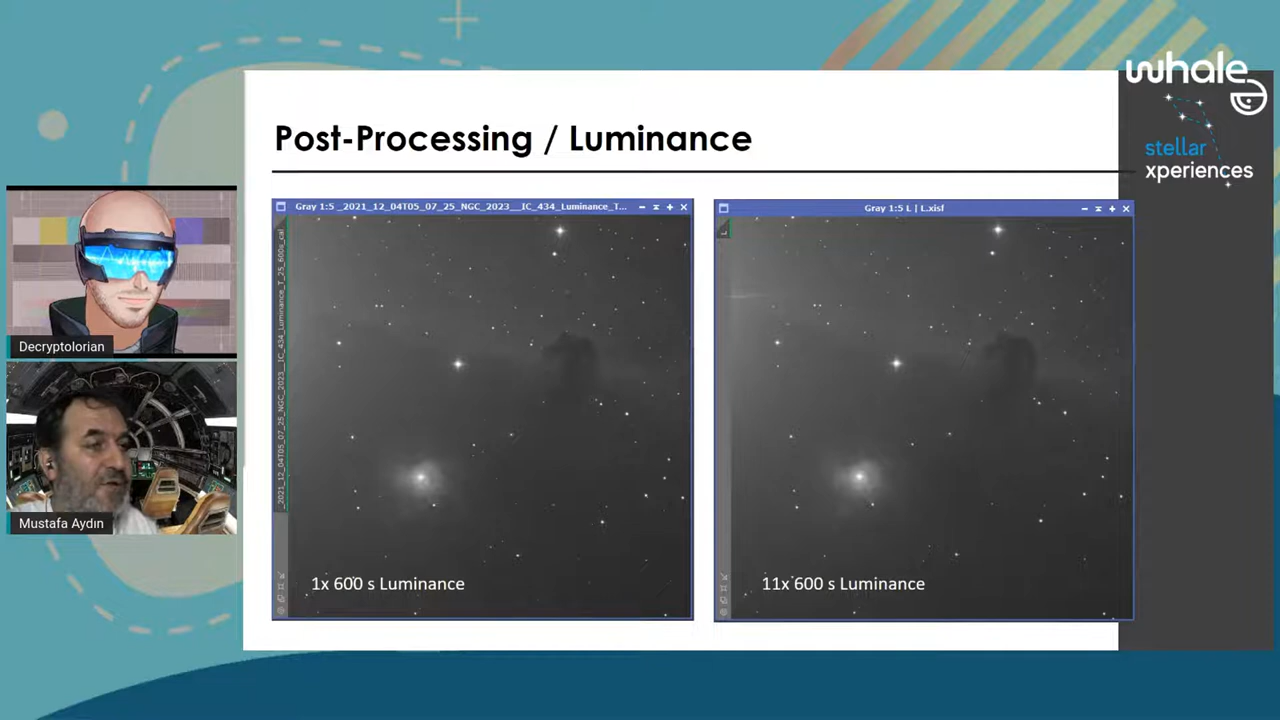 whale
stellar
xperiences
Post-Processing / Luminance
Gray 1:5 _2021_12_04T05_07_25_NGC_2023__IC_434_Luminance_T...
Gray 1:5 L | L.xisf
_2021_12_04T05_07_25_NGC_2023__IC_434_Luminance_T_25_600s_cal
L
Decryptolorian
Mustafa Aydın
1x 600 s Luminance
11x 600 s Luminance